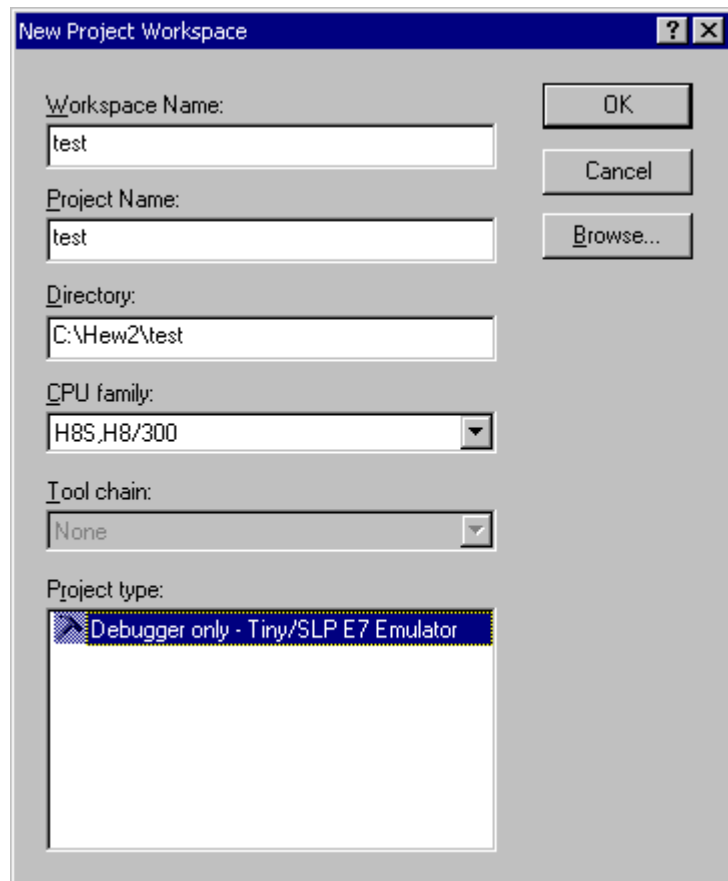 New Project Workspace
Workspace Name:
test
Project Name:
test
Directory:
C:\Hew2\test
CPU family:
H8S,H8/300
Tool chain:
None
Project type:
Debugger only - Tiny/SLP E7 Emulator
OK
Cancel
Browse...